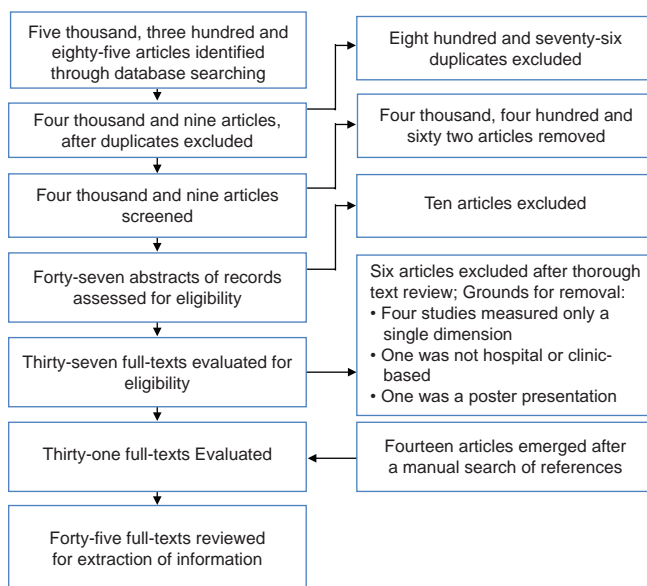 Five thousand, three hundred and
eighty-five articles identified
through database searching
Eight hundred and seventy-six
duplicates excluded
Four thousand and nine articles,
after duplicates excluded
Four thousand, four hundred and
sixty two articles removed
Four thousand and nine articles
screened
Ten articles excluded
Forty-seven abstracts of records
assessed for eligibility
Six articles excluded after thorough
text review; Grounds for removal:
• Four studies measured only a
single dimension
• One was not hospital or clinic-
based
• One was a poster presentation
Thirty-seven full-texts evaluated for
eligibility
Thirty-one full-texts Evaluated
Fourteen articles emerged after
a manual search of references
Forty-five full-texts reviewed
for extraction of information